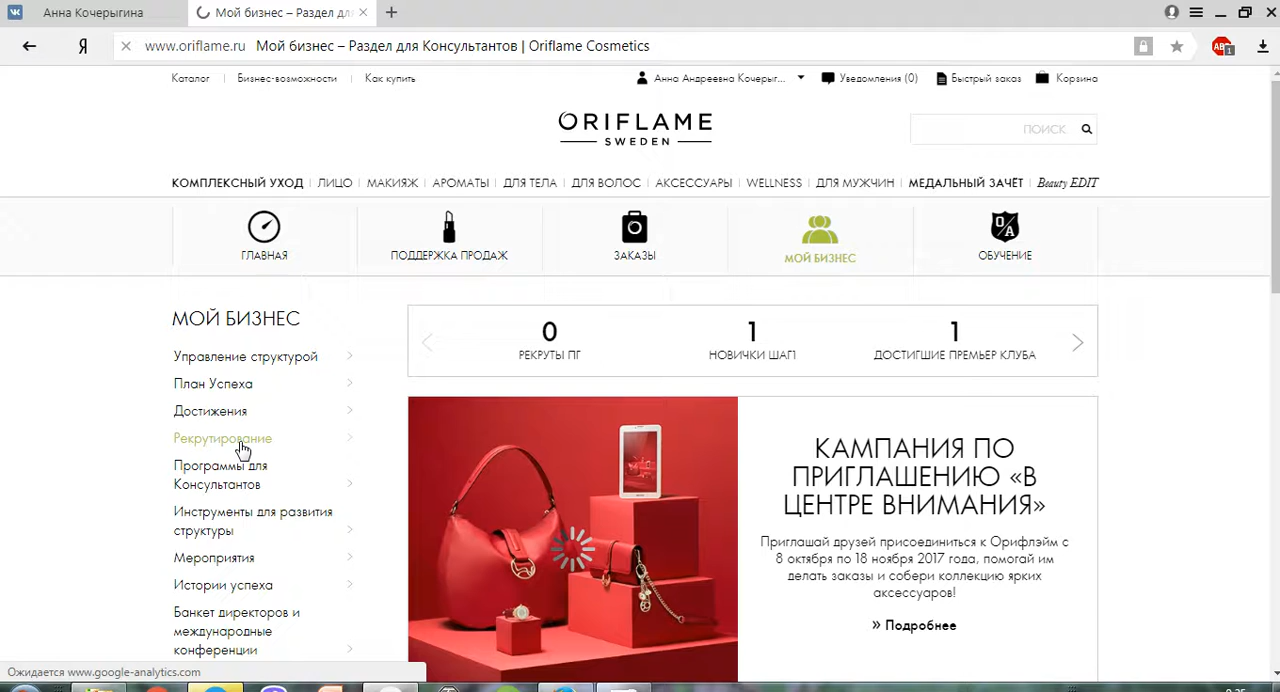 Анна Кочерыгина
Мой бизнес – Раздел дл
www.oriflame.ru Мой бизнес – Раздел для Консультантов | Oriflame Cosmetics
Каталог Бизнес-возможности Как купить Анна Андреевна Кочерыг... Уведомления (0) Быстрый заказ Корзина
ORIFLAME
SWEDEN
ПОИСК
КОМПЛЕКСНЫЙ УХОД | ЛИЦО | МАКИЯЖ | АРОМАТЫ | ДЛЯ ТЕЛА | ДЛЯ ВОЛОС | АКСЕССУАРЫ | WELLNESS | ДЛЯ МУЖЧИН | МЕДАЛЬНЫЙ ЗАЧЁТ | Beauty EDIT
ГЛАВНАЯ ПОДДЕРЖКА ПРОДАЖ ЗАКАЗЫ МОЙ БИЗНЕС ОБУЧЕНИЕ
МОЙ БИЗНЕС
Управление структурой
План Успеха
Достижения
Рекрутирование
Программы для
Консультантов
Инструменты для развития
структуры
Мероприятия
Истории успеха
Банкет директоров и
международные
конференции
0 1 1
РЕКРУТЫ ПГ НОВИЧКИ ШАГ1 ДОСТИГШИЕ ПРЕМЬЕР КЛУБА
КАМПАНИЯ ПО
ПРИГЛАШЕНИЮ «В
ЦЕНТРЕ ВНИМАНИЯ»
Приглашай друзей присоединиться к Орифлэйм с
8 октября по 18 ноября 2017 года, помогай им
делать заказы и собери коллекцию ярких
аксессуаров!
» Подробнее
Ожидается www.google-analytics.com